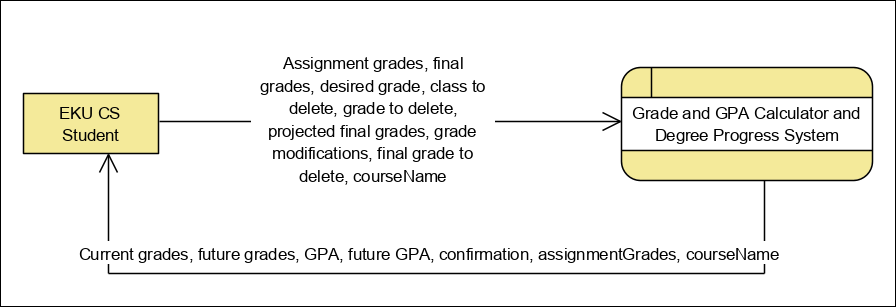 EKU CS
Student
Assignment grades, final
grades, desired grade, class to
delete, grade to delete,
projected final grades, grade
modifications, final grade to
delete, courseName
Grade and GPA Calculator and
Degree Progress System
Current grades, future grades, GPA, future GPA, confirmation, assignmentGrades, courseName